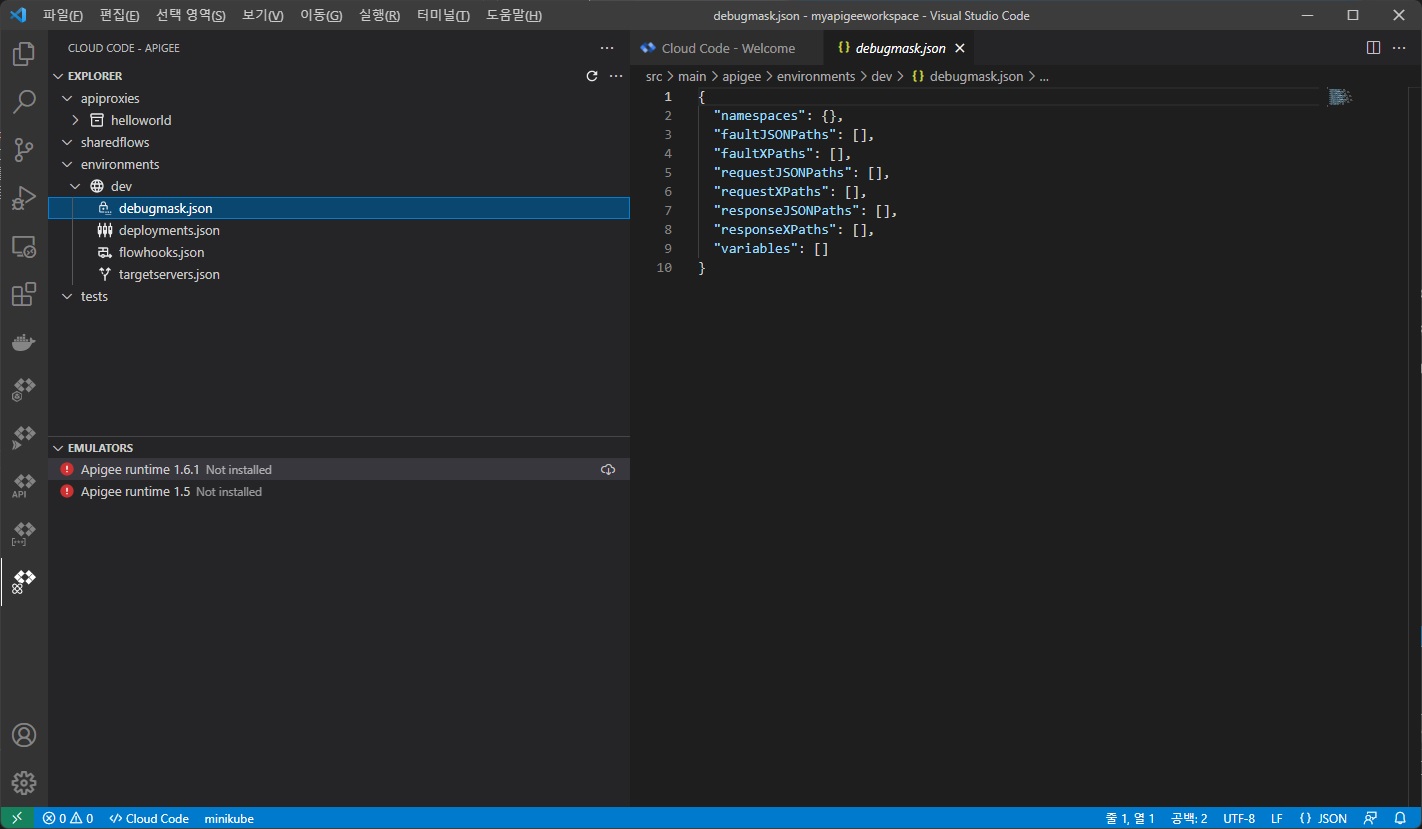 파일(F) 편집(E) 선택 영역(S) 보기(V) 이동(G) 실행(R) 터미널(T) 도움말(H) debugmask.json - myapigeeworkspace - Visual Studio Code
CLOUD CODE - APIGEE
EXPLORER
apiproxies
helloworld
sharedflows
environments
dev
debugmask.json
deployments.json
flowhooks.json
targetservers.json
tests
EMULATORS
Apigee runtime 1.6.1 Not installed
Apigee runtime 1.5 Not installed
API
Cloud Code - Welcome {} debugmask.json
src > main > apigee > environments > dev > {} debugmask.json > ...
1 {
2 "namespaces": {},
3 "faultJSONPaths": [],
4 "faultXPaths": [],
5 "requestJSONPaths": [],
6 "requestXPaths": [],
7 "responseJSONPaths": [],
8 "responseXPaths": [],
9 "variables": []
10 }
0 0 Cloud Code minikube 줄 1, 열 1 공백: 2 UTF-8 LF {} JSON